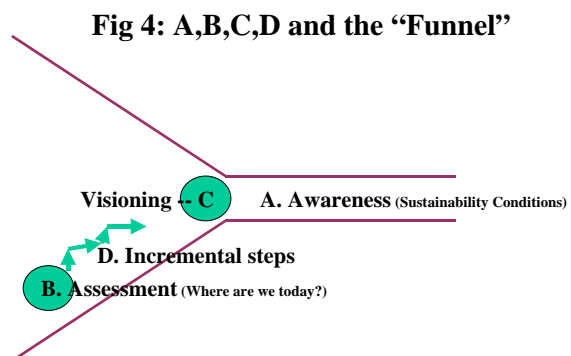 Fig 4: A,B,C,D and the “Funnel”
Visioning -- C
A. Awareness (Sustainability Conditions)
D. Incremental steps
B. Assessment (Where are we today?)